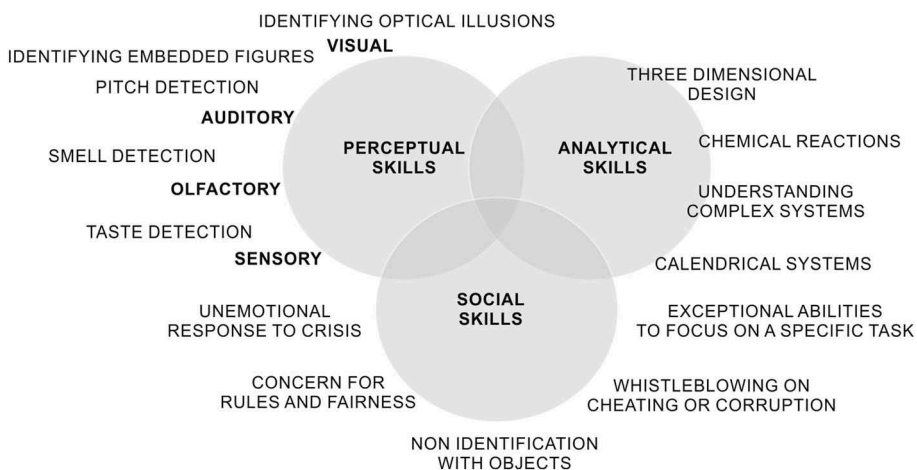 IDENTIFYING OPTICAL ILLUSIONS
VISUAL
IDENTIFYING EMBEDDED FIGURES
PITCH DETECTION
AUDITORY
SMELL DETECTION
OLFACTORY
TASTE DETECTION
SENSORY
PERCEPTUAL
SKILLS
ANALYTICAL
SKILLS
THREE DIMENSIONAL
DESIGN
CHEMICAL REACTIONS
UNDERSTANDING
COMPLEX SYSTEMS
CALENDRICAL SYSTEMS
SOCIAL
SKILLS
UNEMOTIONAL
RESPONSE TO CRISIS
EXCEPTIONAL ABILITIES
TO FOCUS ON A SPECIFIC TASK
CONCERN FOR
RULES AND FAIRNESS
WHISTLEBLOWING ON
CHEATING OR CORRUPTION
NON IDENTIFICATION
WITH OBJECTS